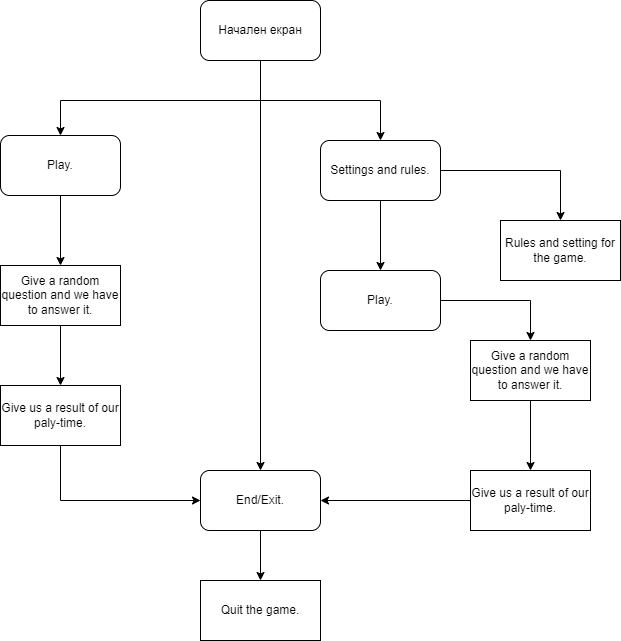 Начален екран
Play.
Settings and rules.
Rules and setting for
the game.
Give a random
question and we have
to answer it.
Play.
Give a random
question and we have
to answer it.
Give us a result of our
paly-time.
End/Exit.
Give us a result of our
paly-time.
Quit the game.